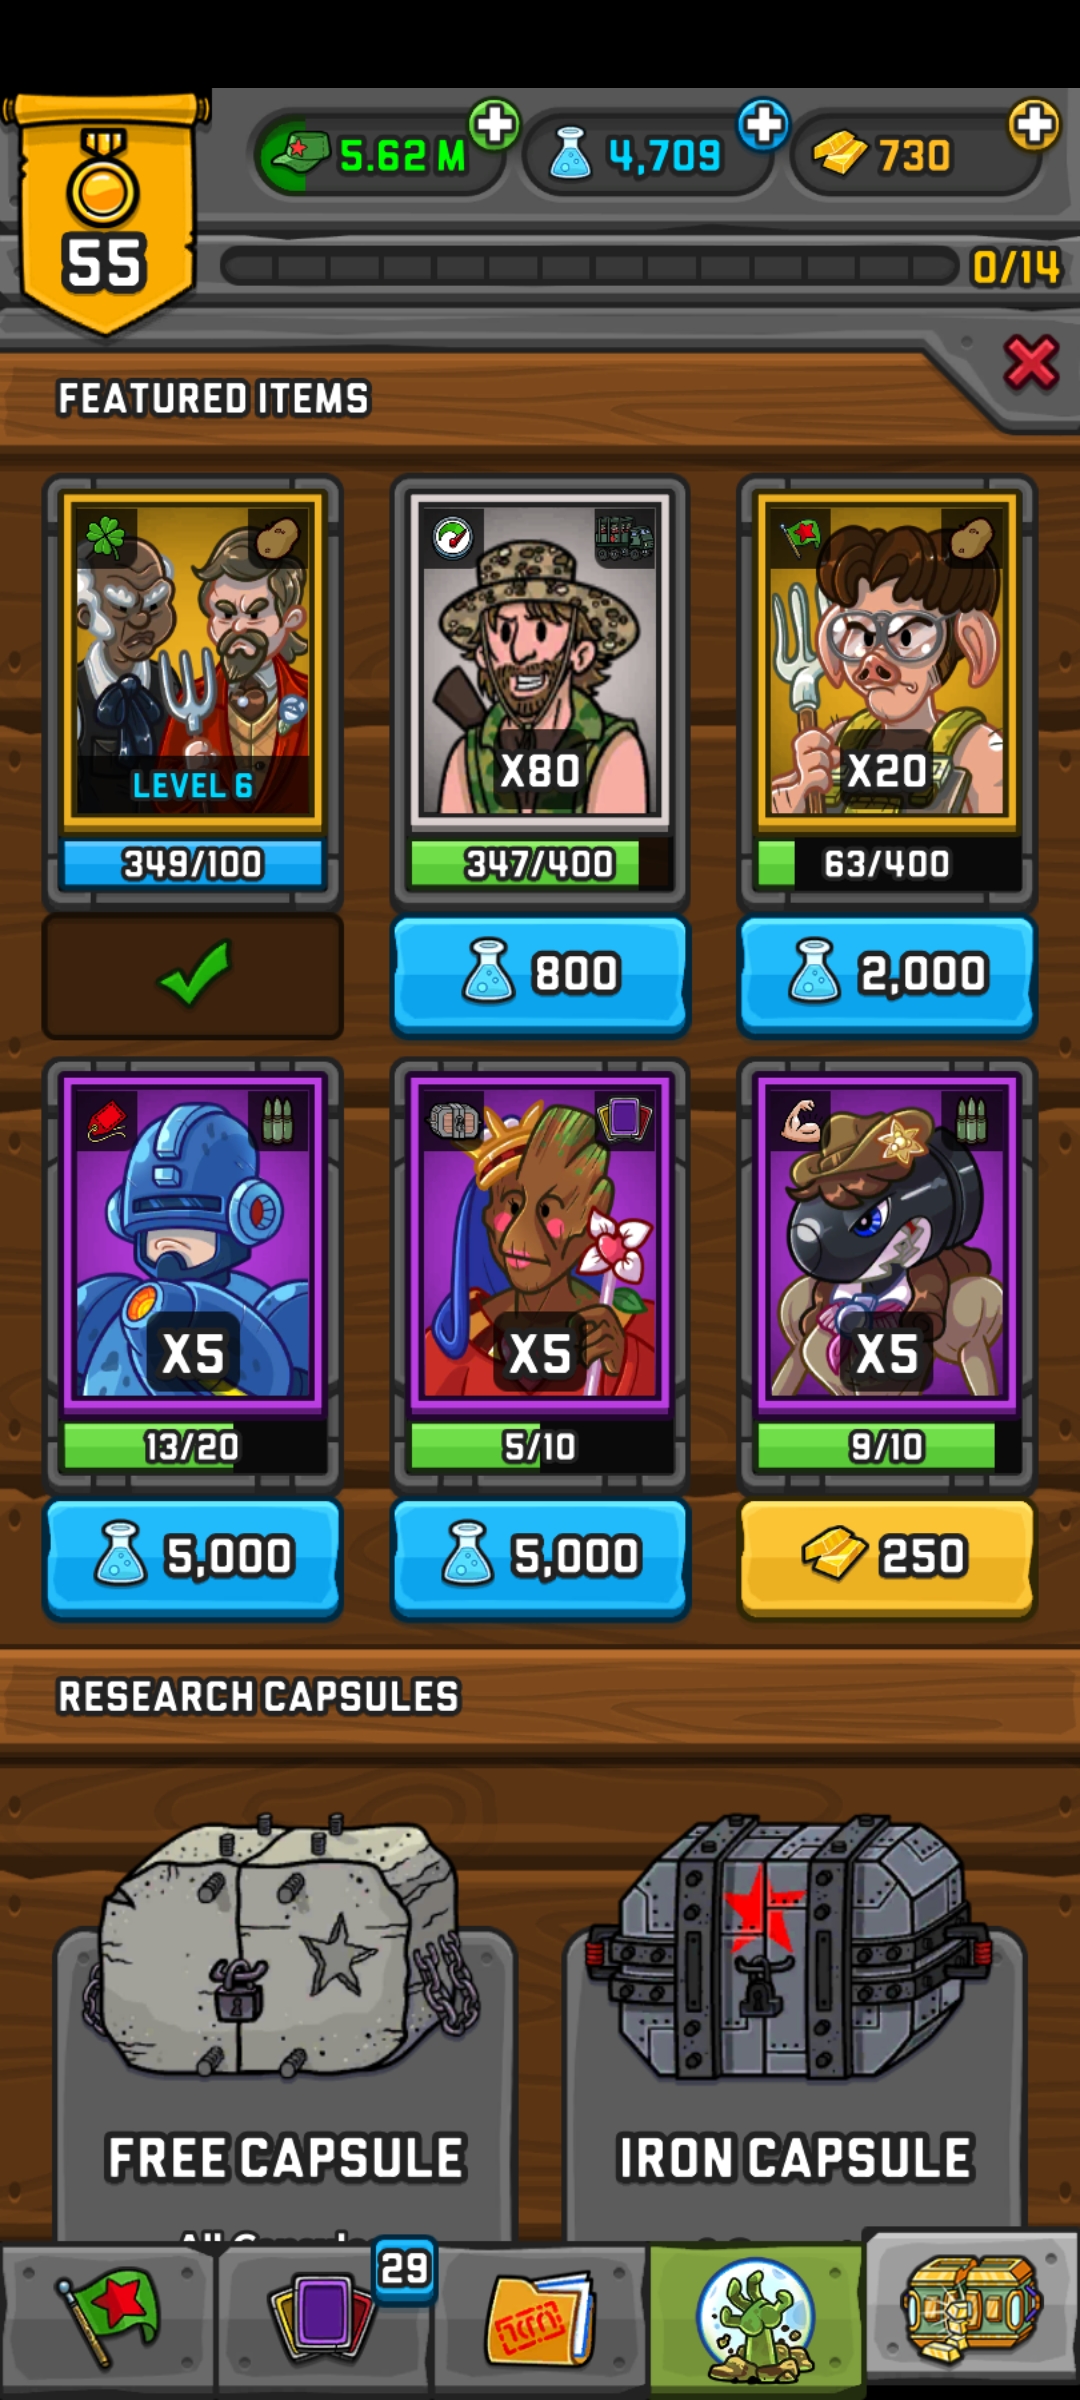 5.62 M
4,709
730
55
0/14
FEATURED ITEMS
LEVEL 6
X80
X20
349/100
347/400
63/400
800
2,000
X5
X5
X5
13/20
5/10
9/10
5,000
5,000
250
RESEARCH CAPSULES
FREE CAPSULE
IRON CAPSULE
29